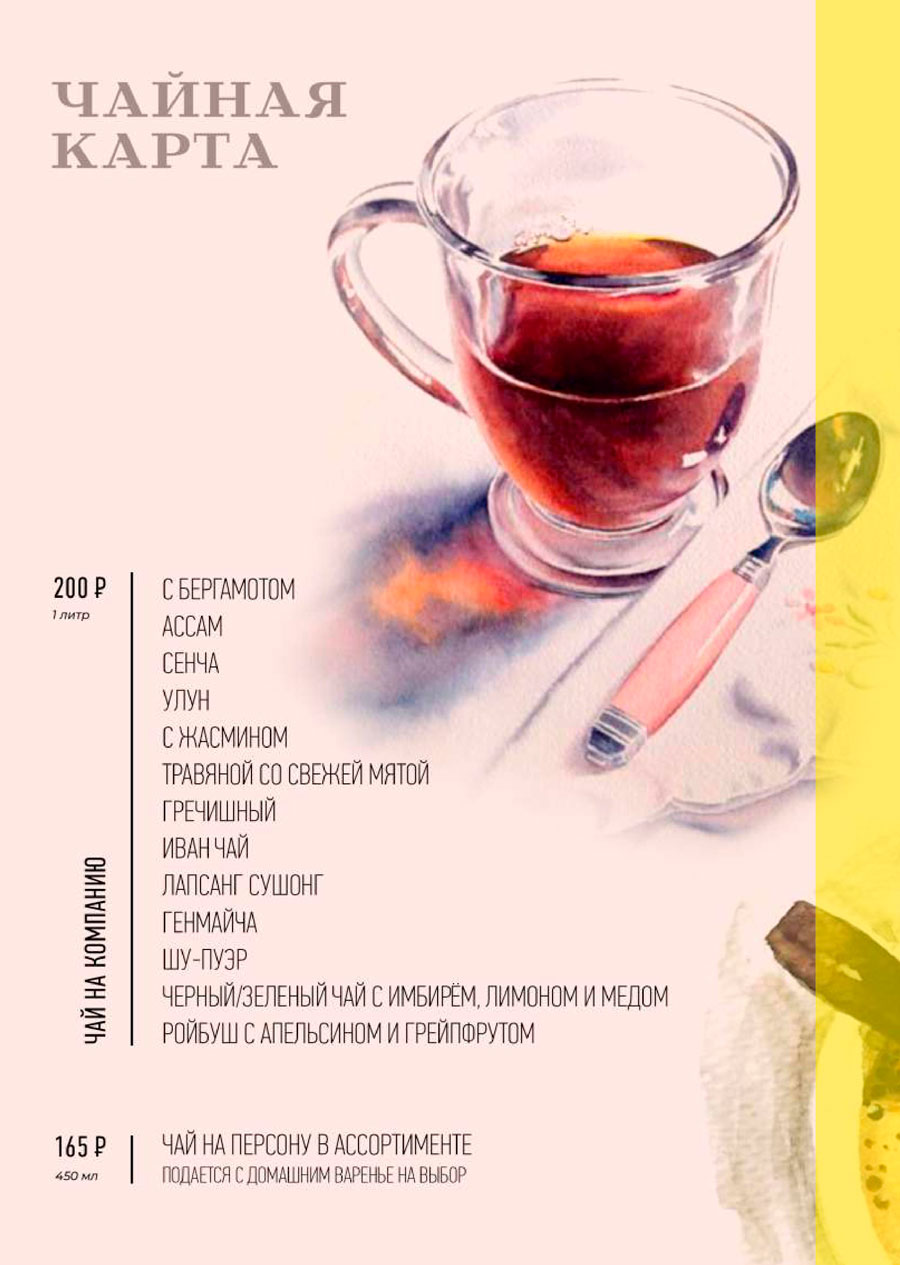 ЧАЙНАЯ
КАРТА
200 ₽
1 литр
ЧАЙ НА КОМПАНИЮ
С БЕРГАМОТОМ
АССАМ
СЕНЧА
УЛУН
С ЖАСМИНОМ
ТРАВЯНОЙ СО СВЕЖЕЙ МЯТОЙ
ГРЕЧИШНЫЙ
ИВАН ЧАЙ
ЛАПСАНГ СУШОНГ
ГЕНМАЙЧА
ШУ-ПУЭР
ЧЕРНЫЙ/ЗЕЛЕНЫЙ ЧАЙ С ИМБИРЁМ, ЛИМОНОМ И МЕДОМ
РОЙБУШ С АПЕЛЬСИНОМ И ГРЕЙПФРУТОМ
165 ₽
450 мл
ЧАЙ НА ПЕРСОНУ В АССОРТИМЕНТЕ
ПОДАЕТСЯ С ДОМАШНИМ ВАРЕНЬЕ НА ВЫБОР